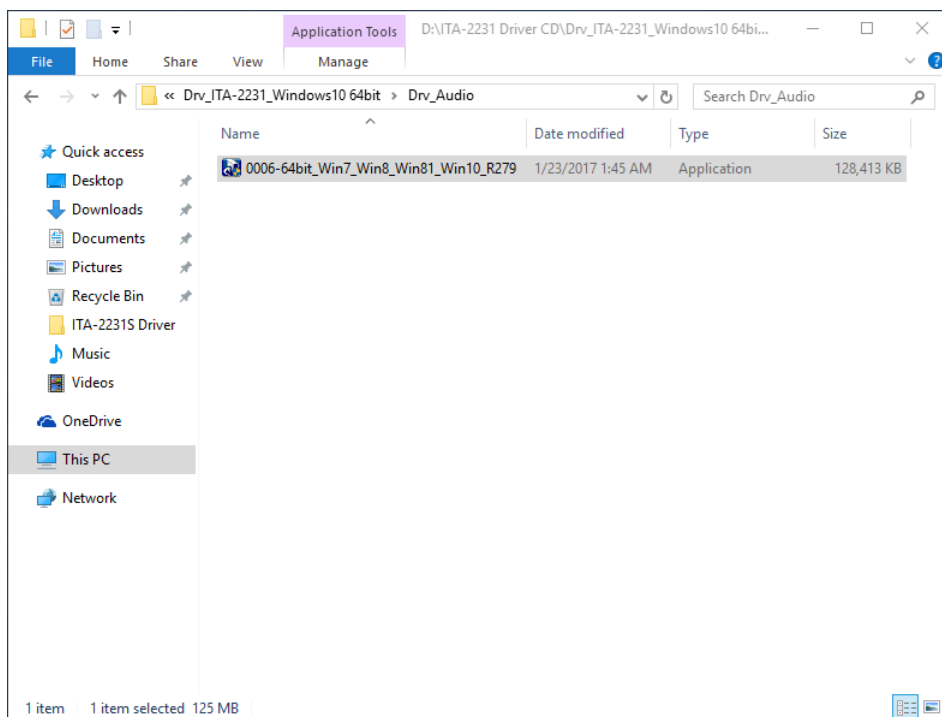 Application Tools
D:\ITA-2231 Driver CD\Drv_ITA-2231_Windows10 64bi...
File Home Share View Manage
« Drv_ITA-2231_Windows10 64bit › Drv_Audio
Search Drv_Audio
Name Date modified Type Size
0006-64bit_Win7_Win8_Win81_Win10_R279 1/23/2017 1:45 AM Application 128,413 KB
Quick access
Desktop
Downloads
Documents
Pictures
Recycle Bin
ITA-2231S Driver
Music
Videos
OneDrive
This PC
Network
1 item 1 item selected 125 MB